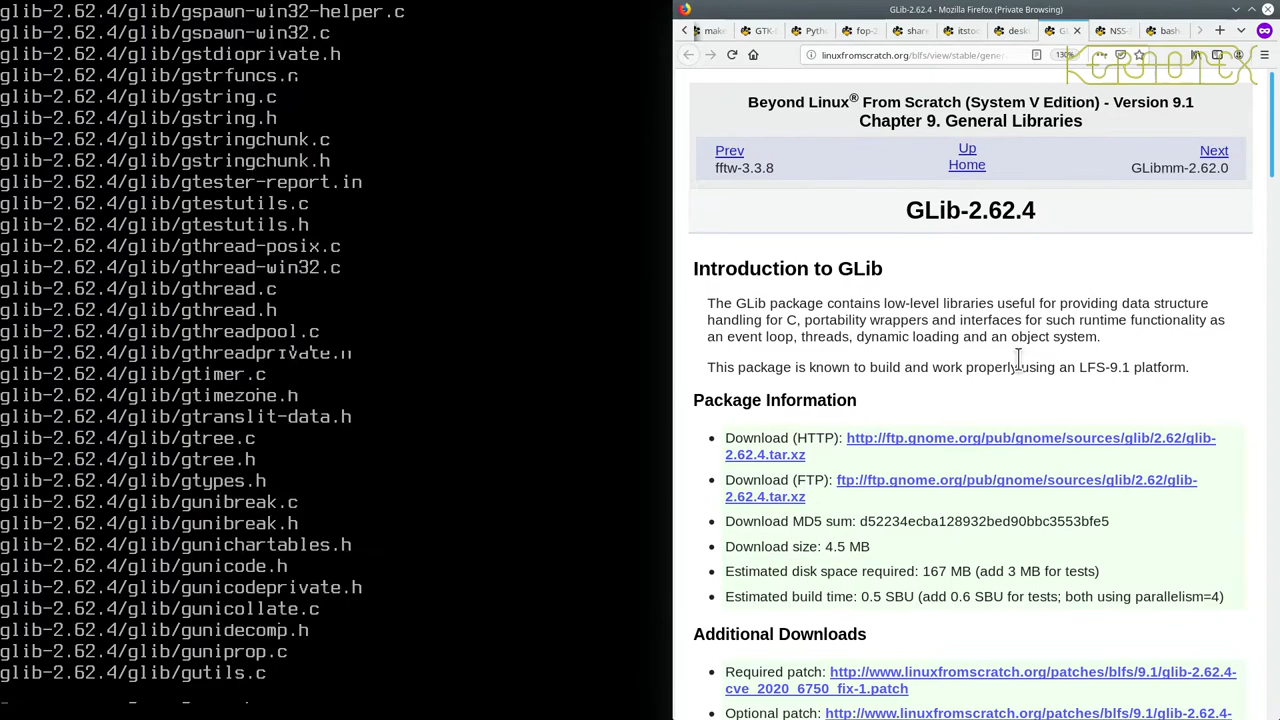 glib-2.62.4/glib/gspawn-win32-helper.c
glib-2.62.4/glib/gspawn-win32.c
glib-2.62.4/glib/gstdioprivate.h
glib-2.62.4/glib/gstrfuncs.h
glib-2.62.4/glib/gstring.c
glib-2.62.4/glib/gstring.h
glib-2.62.4/glib/gstringchunk.c
glib-2.62.4/glib/gstringchunk.h
glib-2.62.4/glib/gtester-report.in
glib-2.62.4/glib/gtestutils.c
glib-2.62.4/glib/gtestutils.h
glib-2.62.4/glib/gthread-posix.c
glib-2.62.4/glib/gthread-win32.c
glib-2.62.4/glib/gthread.c
glib-2.62.4/glib/gthread.h
glib-2.62.4/glib/gthreadpool.c
glib-2.62.4/glib/gthreadprivate.h
glib-2.62.4/glib/gtimer.c
glib-2.62.4/glib/gtimezone.h
glib-2.62.4/glib/gtranslit-data.h
glib-2.62.4/glib/gtree.c
glib-2.62.4/glib/gtree.h
glib-2.62.4/glib/gtypes.h
glib-2.62.4/glib/gunibreak.c
glib-2.62.4/glib/gunibreak.h
glib-2.62.4/glib/gunichartables.h
glib-2.62.4/glib/gunicode.h
glib-2.62.4/glib/gunicodeprivate.h
glib-2.62.4/glib/gunicollate.c
glib-2.62.4/glib/gunidecomp.h
glib-2.62.4/glib/guniprop.c
glib-2.62.4/glib/gutils.c
GLib-2.62.4 - Mozilla Firefox (Private Browsing)
make GTK- Pyth fop-2 share itsto desk GL NSS- bash
linuxfromscratch.org/blfs/view/stable/gener 130%
Beyond Linux® From Scratch (System V Edition) - Version 9.1
Chapter 9. General Libraries
Prev Up Next
fftw-3.3.8 Home GLibmm-2.62.0
GLib-2.62.4
Introduction to GLib
The GLib package contains low-level libraries useful for providing data structure
handling for C, portability wrappers and interfaces for such runtime functionality as
an event loop, threads, dynamic loading and an object system.
This package is known to build and work properly using an LFS-9.1 platform.
Package Information
• Download (HTTP): http://ftp.gnome.org/pub/gnome/sources/glib/2.62/glib-
2.62.4.tar.xz
• Download (FTP): ftp://ftp.gnome.org/pub/gnome/sources/glib/2.62/glib-
2.62.4.tar.xz
• Download MD5 sum: d52234ecba128932bed90bbc3553bfe5
• Download size: 4.5 MB
• Estimated disk space required: 167 MB (add 3 MB for tests)
• Estimated build time: 0.5 SBU (add 0.6 SBU for tests; both using parallelism=4)
Additional Downloads
• Required patch: http://www.linuxfromscratch.org/patches/blfs/9.1/glib-2.62.4-
cve_2020_6750_fix-1.patch
• Optional patch: http://www.linuxfromscratch.org/patches/blfs/9.1/glib-2.62.4-